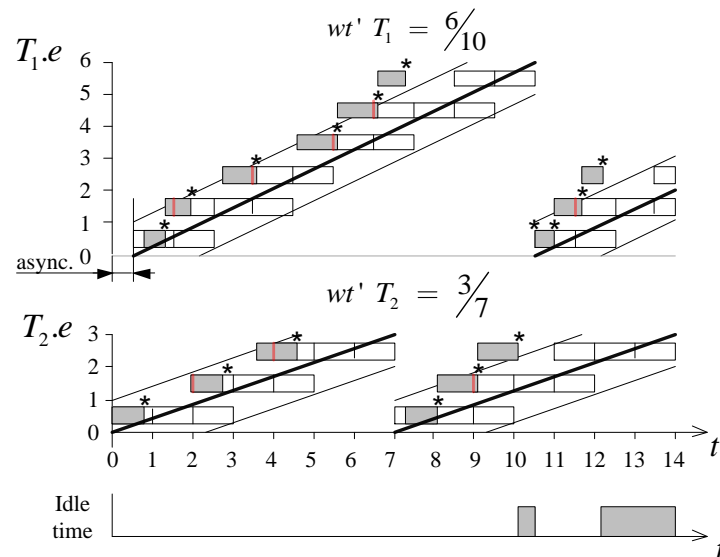 wt' T₁ = 6/10
T₁.e
6
5
4
3
2
1
0
* * * * * *
* * *
async.
wt' T₂ = 3/7
T₂.e
3
2
1
0
* * *
* * *
0 1 2 3 4 5 6 7 8 9 10 11 12 13 14 t
Idle
time
t